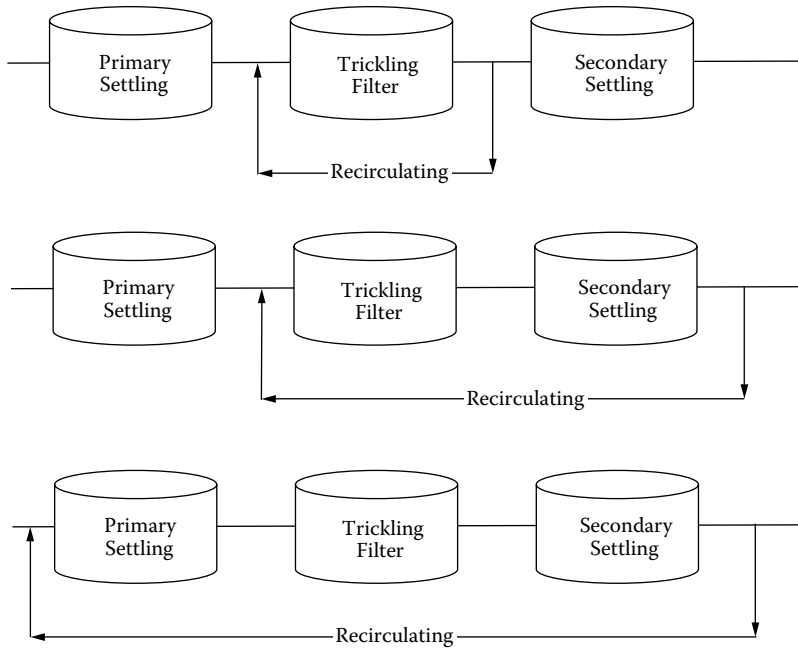 Primary
Settling
Trickling
Filter
Secondary
Settling
Recirculating
Primary
Settling
Trickling
Filter
Secondary
Settling
Recirculating
Primary
Settling
Trickling
Filter
Secondary
Settling
Recirculating